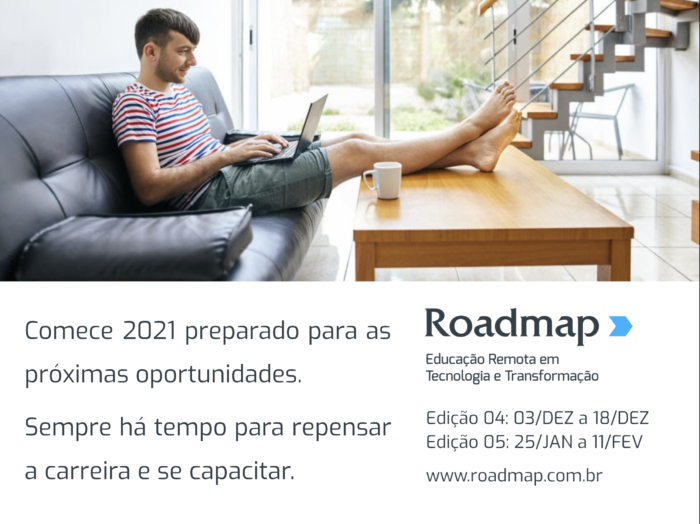 Comece 2021 preparado para as
próximas oportunidades.
Sempre há tempo para repensar
a carreira e se capacitar.
Roadmap
Educação Remota em
Tecnologia e Transformação
Edição 04: 03/DEZ a 18/DEZ
Edição 05: 25/JAN a 11/FEV
www.roadmap.com.br